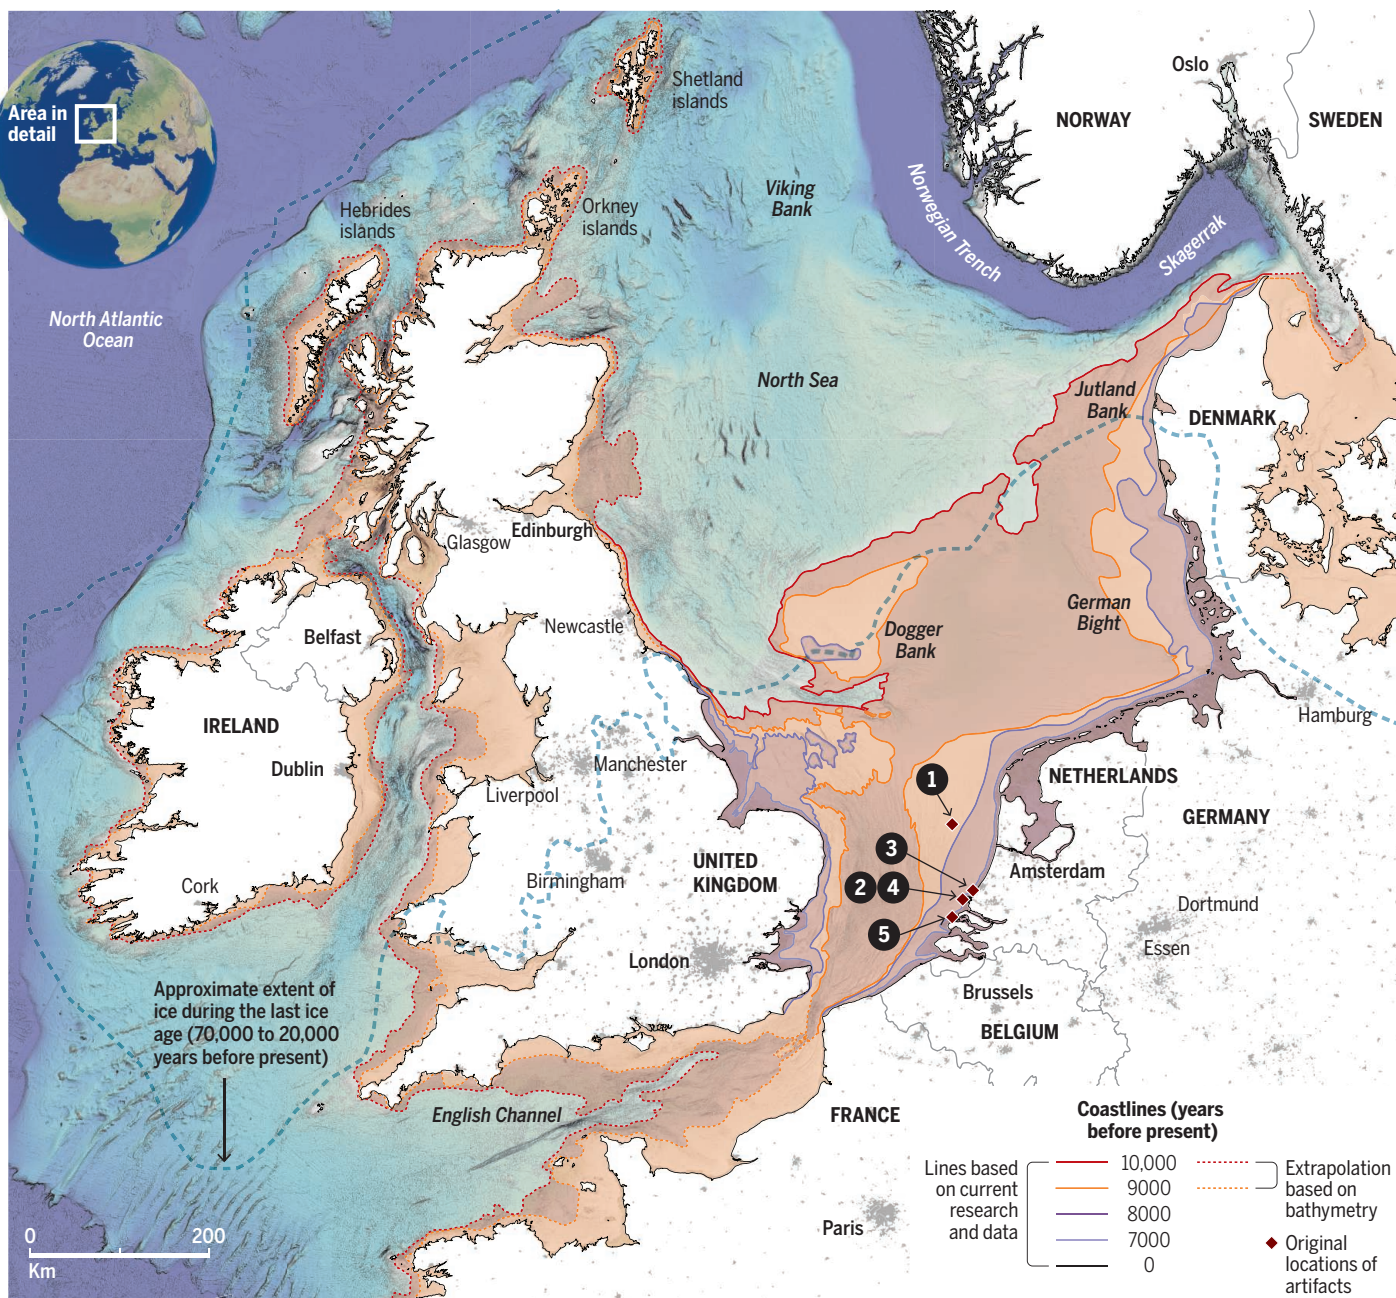 Area in
detail
Shetland
islands
Oslo
NORWAY
SWEDEN
Viking
Bank
Norwegian Trench
Skagerrak
Hebrides
islands
Orkney
islands
North Atlantic
Ocean
North Sea
Jutland
Bank
DENMARK
Glasgow
Edinburgh
Newcastle
Belfast
Dogger
Bank
German
Bight
IRELAND
Dublin
Hamburg
Manchester
Liverpool
1
NETHERLANDS
GERMANY
3
UNITED
KINGDOM
2
4
Amsterdam
Cork
Birmingham
Dortmund
5
Essen
London
Brussels
BELGIUM
Approximate extent of
ice during the last ice
age (70,000 to 20,000
years before present)
English Channel
FRANCE
Paris
0
200
Km
Coastlines (years
before present)
Lines based
on current
research
and data
10,000
9000
8000
7000
0
Extrapolation
based on
bathymetry
Original
locations of
artifacts